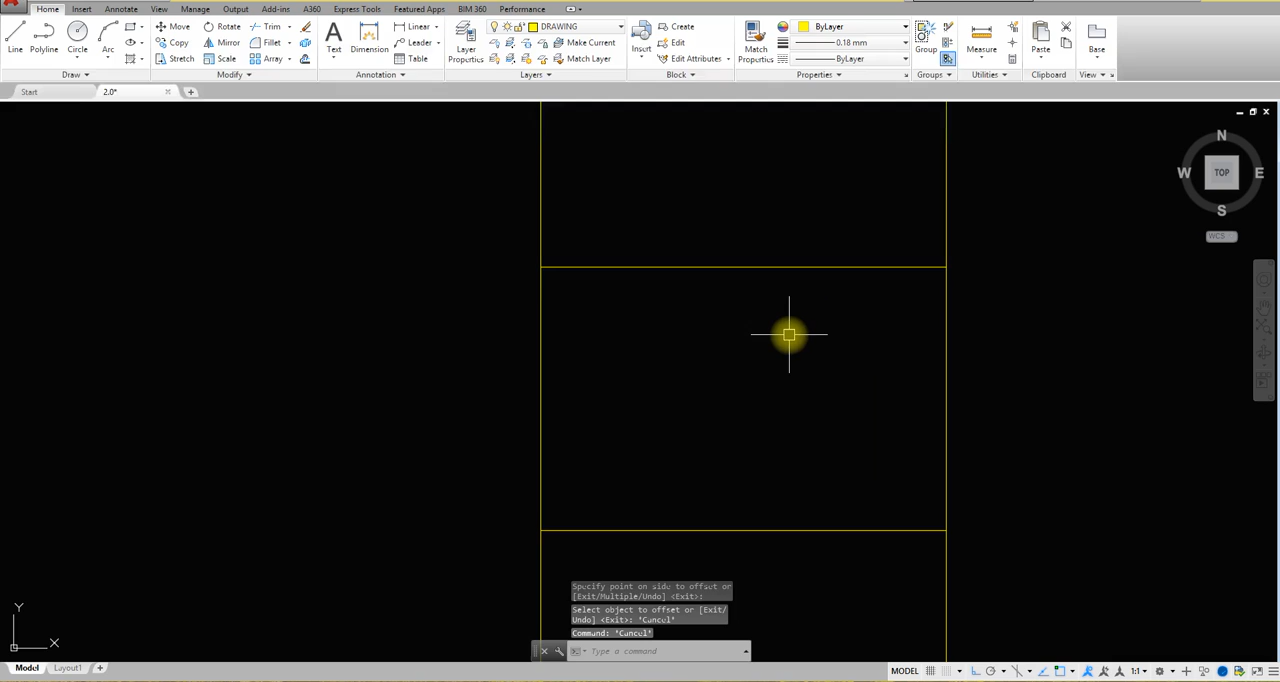 Home Insert Annotate View Manage Output Add-ins A360 Express Tools Featured Apps BIM 360 Performance
Line Polyline Circle Arc
Move Rotate Trim
Copy Mirror Fillet
Stretch Scale Array
Text Dimension
Linear
Leader
Table
Layer
Properties
DRAWING
Make Current
Match Layer
Insert
Create
Edit
Edit Attributes
Match
Properties
ByLayer
0.18 mm
ByLayer
Group
Measure
Paste
Base
Draw Modify Annotation Layers Block Properties Groups Utilities Clipboard View
Start 2.0* x
N
W TOP E
S
WCS
Specify point on side to offset or
[Exit/Multiple/Undo] <Exit>:
Select object to offset or [Exit/
Undo] <Exit>: *Cancel*
Command: *Cancel*
Type a command
Y
X
Model Layout1 +
MODEL 1:1